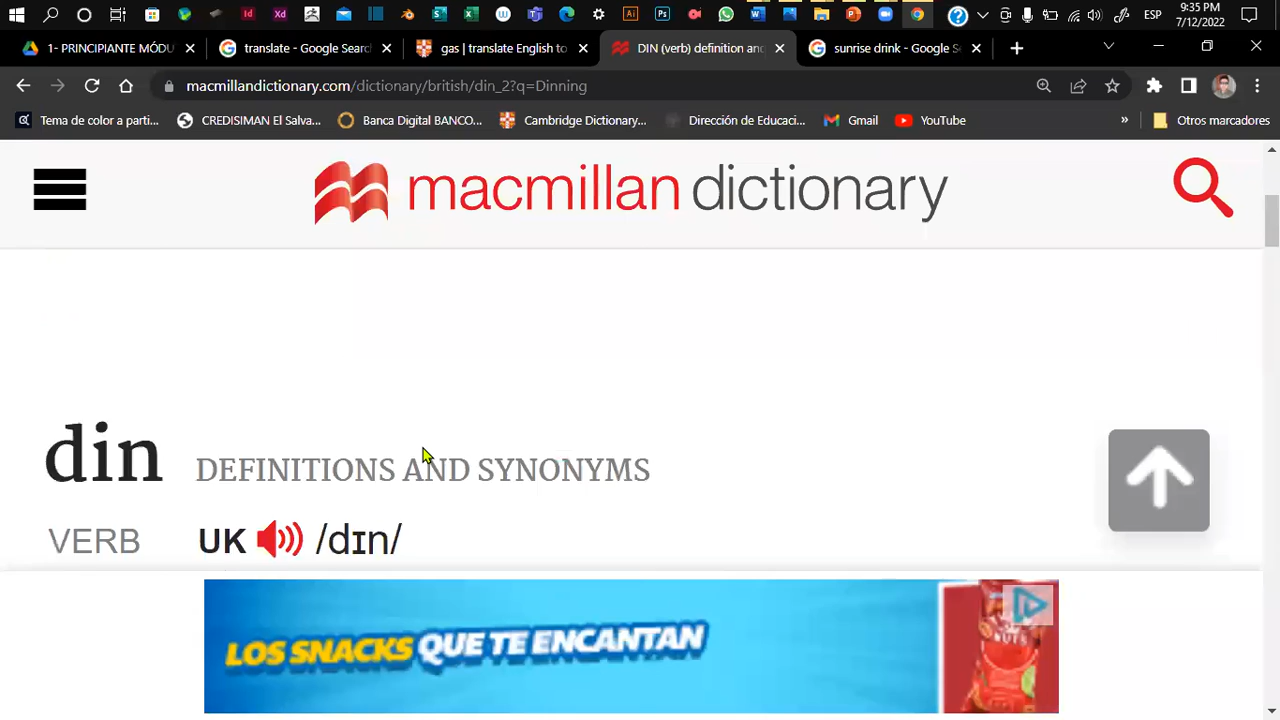 9:35 PM
ESP
7/12/2022
1- PRINCIPIANTE MÓDU
translate - Google Search
gas | translate English to
DIN (verb) definition and
sunrise drink - Google Se
macmillandictionary.com/dictionary/british/din_2?q=Dinning
Tema de color a parti...
CREDISIMAN El Salva...
Banca Digital BANCO...
Cambridge Dictionary...
Dirección de Educaci...
Gmail
YouTube
»
Otros marcadores
macmillan dictionary
din DEFINITIONS AND SYNONYMS
VERB UK /dɪn/
LOS SNACKS QUE TE ENCANTAN
NUTS